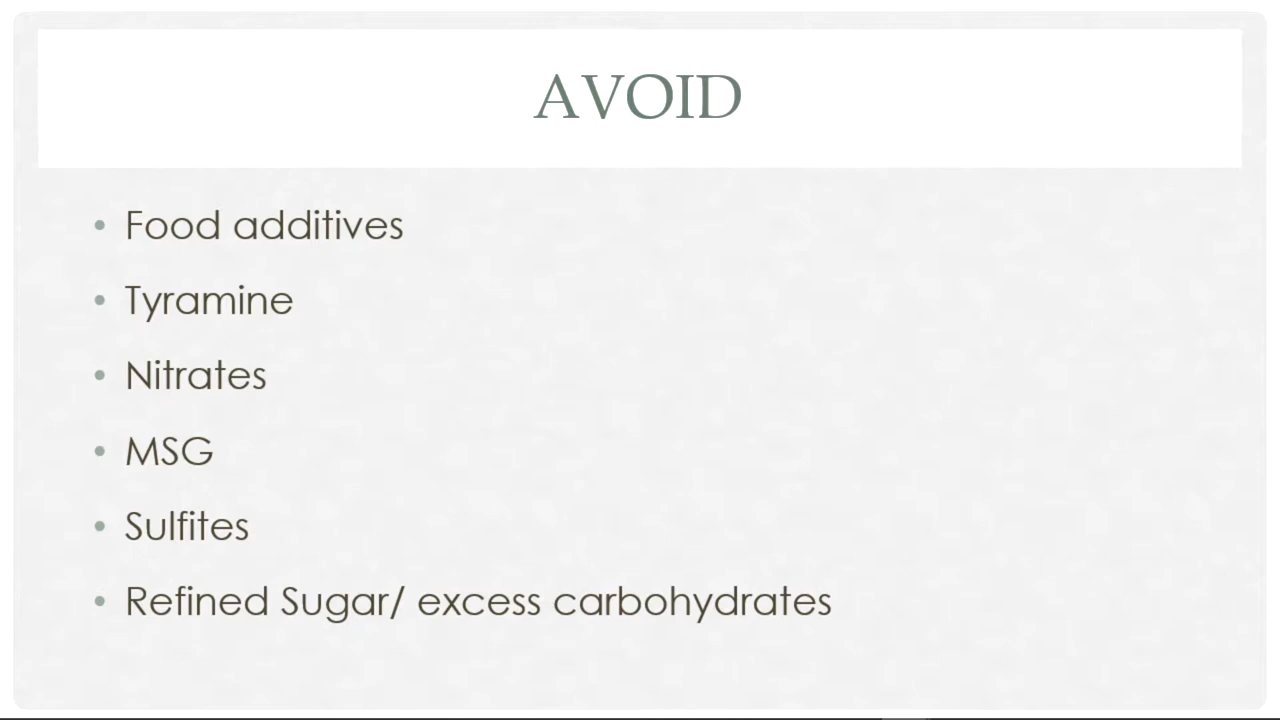 AVOID
• Food additives
• Tyramine
• Nitrates
• MSG
• Sulfites
• Refined Sugar/ excess carbohydrates